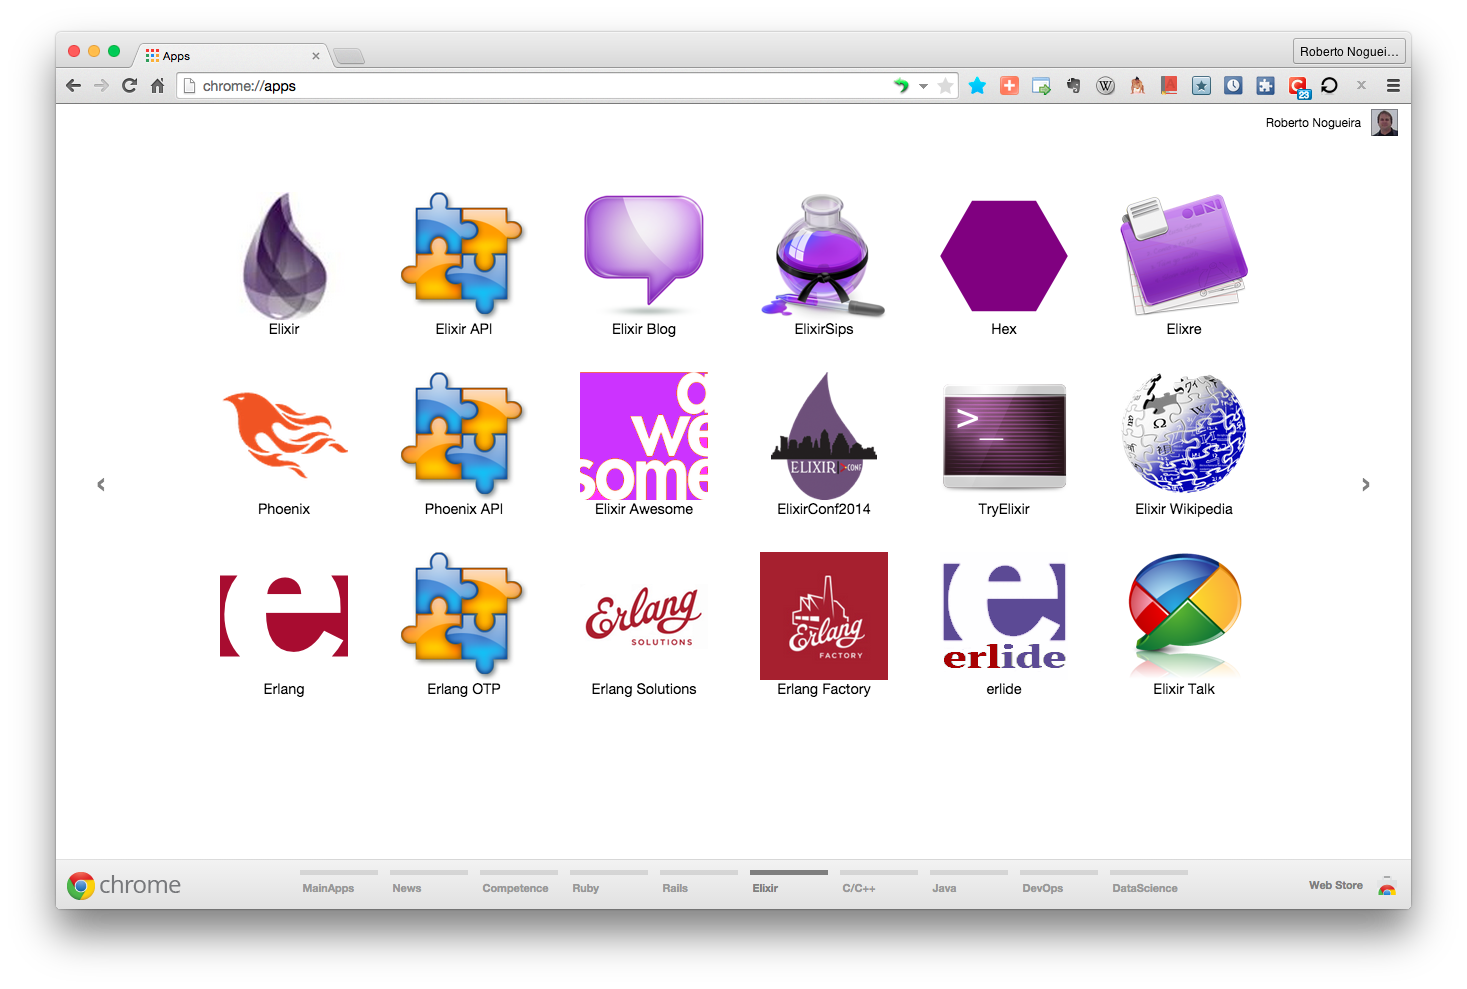 Apps
Roberto Noguei...
chrome://apps
23
Roberto Nogueira
Elixir
Elixir API
Elixir Blog
ElixirSips
Hex
Elixre
a
we
some
ELIXIR CONF
>_
W
Ω
Phoenix
Phoenix API
Elixir Awesome
ElixirConf2014
TryElixir
Elixir Wikipedia
e
Erlang
SOLUTIONS
Erlang
FACTORY
e
erlide
Erlang
Erlang OTP
Erlang Solutions
Erlang Factory
erlide
Elixir Talk
chrome
MainApps
News
Competence
Ruby
Rails
Elixir
C/C++
Java
DevOps
DataScience
Web Store